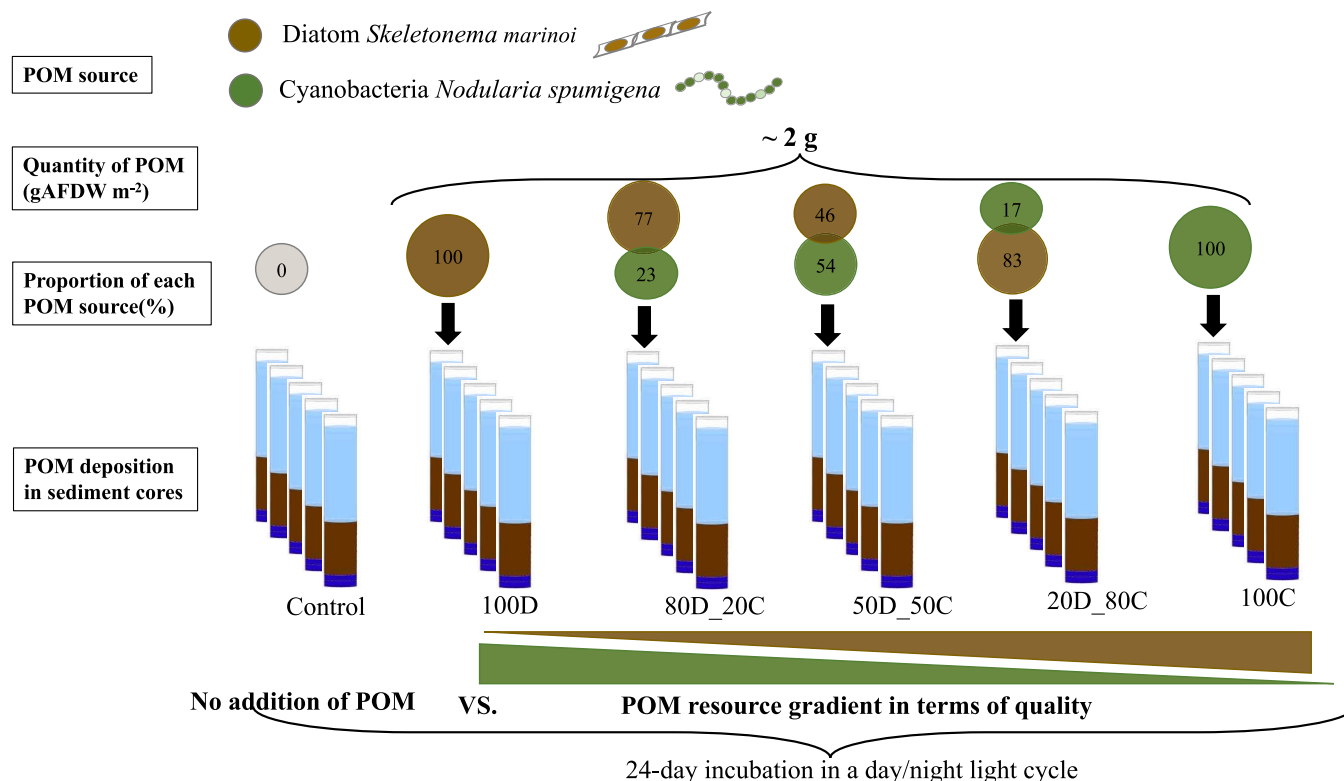 Diatom Skeletonema marinoi
POM source
Cyanobacteria Nodularia spumigena
~ 2 g
Quantity of POM
(gAFDW m⁻²)
77
46
17
0
100
23
54
83
100
Proportion of each
POM source(%)
POM deposition
in sediment cores
Control
100D
80D_20C
50D_50C
20D_80C
100C
No addition of POM
VS.
POM resource gradient in terms of quality
24-day incubation in a day/night light cycle